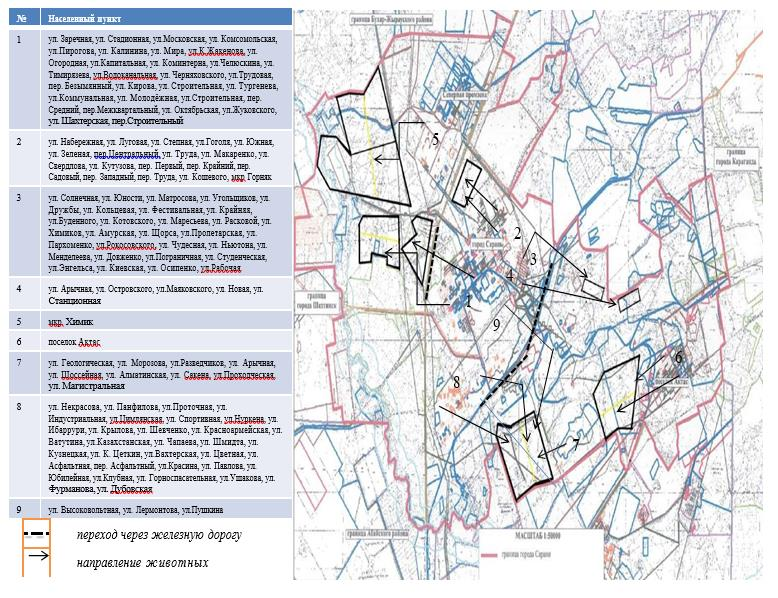 № Населенный пункт
1 ул. Заречная, ул. Стадионная, ул.Московская, ул. Комсомольская,
ул.Пирогова, ул. Калинина, ул. Мира, ул.К.Жакенова, ул.
Огородная, ул.Капитальная, ул. Коминтерна, ул.Челюскина, ул.
Тимирязева, ул.Водоканальная, ул. Черняховского, ул.Трудовая,
пер. Безымянный, ул. Кирова, ул. Строительная, ул. Тургенева,
ул.Коммунальная, ул. Молодёжная, ул.Строительная, пер.
Средний, пер.Межквартальный, ул. Октябрьская, ул.Жуковского,
ул. Шахтерская, пер.Строительный
2 ул. Набережная, ул. Луговая, ул. Степная, ул.Гоголя, ул. Южная,
ул. Зеленая, пер.Центральный, ул. Труда, ул. Макаренко, ул.
Свердлова, ул. Кутузова, пер. Первый, пер. Крайний, пер.
Садовый, пер. Западный, пер. Труда, ул. Кошевого, мкр.Горняк
3 ул. Солнечная, ул. Юности, ул. Матросова, ул. Угольщиков, ул.
Дружбы, ул. Кольцевая, ул. Фестивальная, ул. Крайняя,
ул.Буденного, ул. Котовского, ул. Маресьева, ул. Расковой, ул.
Химиков, ул. Амурская, ул. Щорса, ул.Пролетарская, ул.
Пархоменко, ул.Рокосовского, ул. Чудесная, ул. Ньютона, ул.
Менделеева, ул. Довженко, ул.Пограничная, ул. Студенческая,
ул.Энгельса, ул. Киевская, ул. Осипенко, ул.Рабочая
4 ул. Арычная, ул. Островского, ул.Маяковского, ул. Новая, ул.
Станционная
5 мкр. Химик
6 поселок Актас
7 ул. Геологическая, ул. Морозова, ул.Разведчиков, ул. Арычная,
ул. Шоссейная, ул. Алматинская, ул. Сакена, ул.Проходческая,
ул. Магистральная
8 ул. Некрасова, ул. Панфилова, ул.Проточная, ул.
Индустриальная, ул.Цимлянская, ул. Спортивная, ул.Нуркена, ул.
Ибаррури, ул. Крылова, ул. Шевченко, ул. Красноармейская, ул.
Ватутина, ул.Казахстанская, ул. Чапаева, ул. Шмидта, ул.
Кузнецкая, ул. К. Цеткин, ул.Вахтерская, ул. Цветная, ул.
Асфальтная, пер. Асфальтный, ул.Красина, ул. Павлова, ул.
Юбилейная, ул.Клубная, ул. Горноспасательная, ул.Ушакова, ул.
Фурманова, ул. Дубовская
9 ул. Высоковольтная, ул. Лермонтова, ул.Пушкина
переход через железную дорогу
направление животных
граница Бухар-Жырауского района
Северная промзона
граница
города Караганда
город Сарань
граница
города Шахтинск
поселок Актас
граница Абайского района
МАСШТАБ 1:50000
граница города Сарани
5
2
3
4
1
9
6
8
7